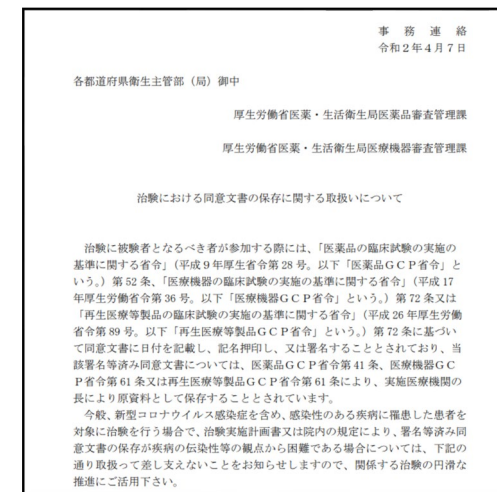 事 務 連 絡
令和２年４月７日
各都道府県衛生主管部（局）御中
厚生労働省医薬・生活衛生局医薬品審査管理課
厚生労働省医薬・生活衛生局医療機器審査管理課
治験における同意文書の保存に関する取扱いについて
治験に被験者となるべき者が参加する際には、「医薬品の臨床試験の実施の
基準に関する省令」（平成９年厚生省令第 28 号。以下「医薬品ＧＣＰ省令」と
いう。）第 52 条、「医療機器の臨床試験の実施の基準に関する省令」（平成 17
年厚生労働省令第 36 号。以下「医療機器ＧＣＰ省令」という。）第 72 条又は
「再生医療等製品の臨床試験の実施の基準に関する省令」（平成 26 年厚生労働
省令第 89 号。以下「再生医療等製品ＧＣＰ省令」という。）第 72 条に基づい
て同意文書に日付を記載し、記名押印し、又は署名することとされており、当
該署名等済み同意文書については、医薬品ＧＣＰ省令第 41 条、医療機器ＧＣ
Ｐ省令第 61 条又は再生医療等製品ＧＣＰ省令第 61 条により、実施医療機関の
長により原資料として保存することとされています。
今般、新型コロナウイルス感染症を含め、感染性のある疾病に罹患した患者を
対象に治験を行う場合で、治験実施計画書又は院内の規定により、署名等済み同
意文書の保存が疾病の伝染性等の観点から困難である場合については、下記の
通り取扱って差し支えないことをお知らせしますので、関係する治験の円滑な
推進にご活用下さい。